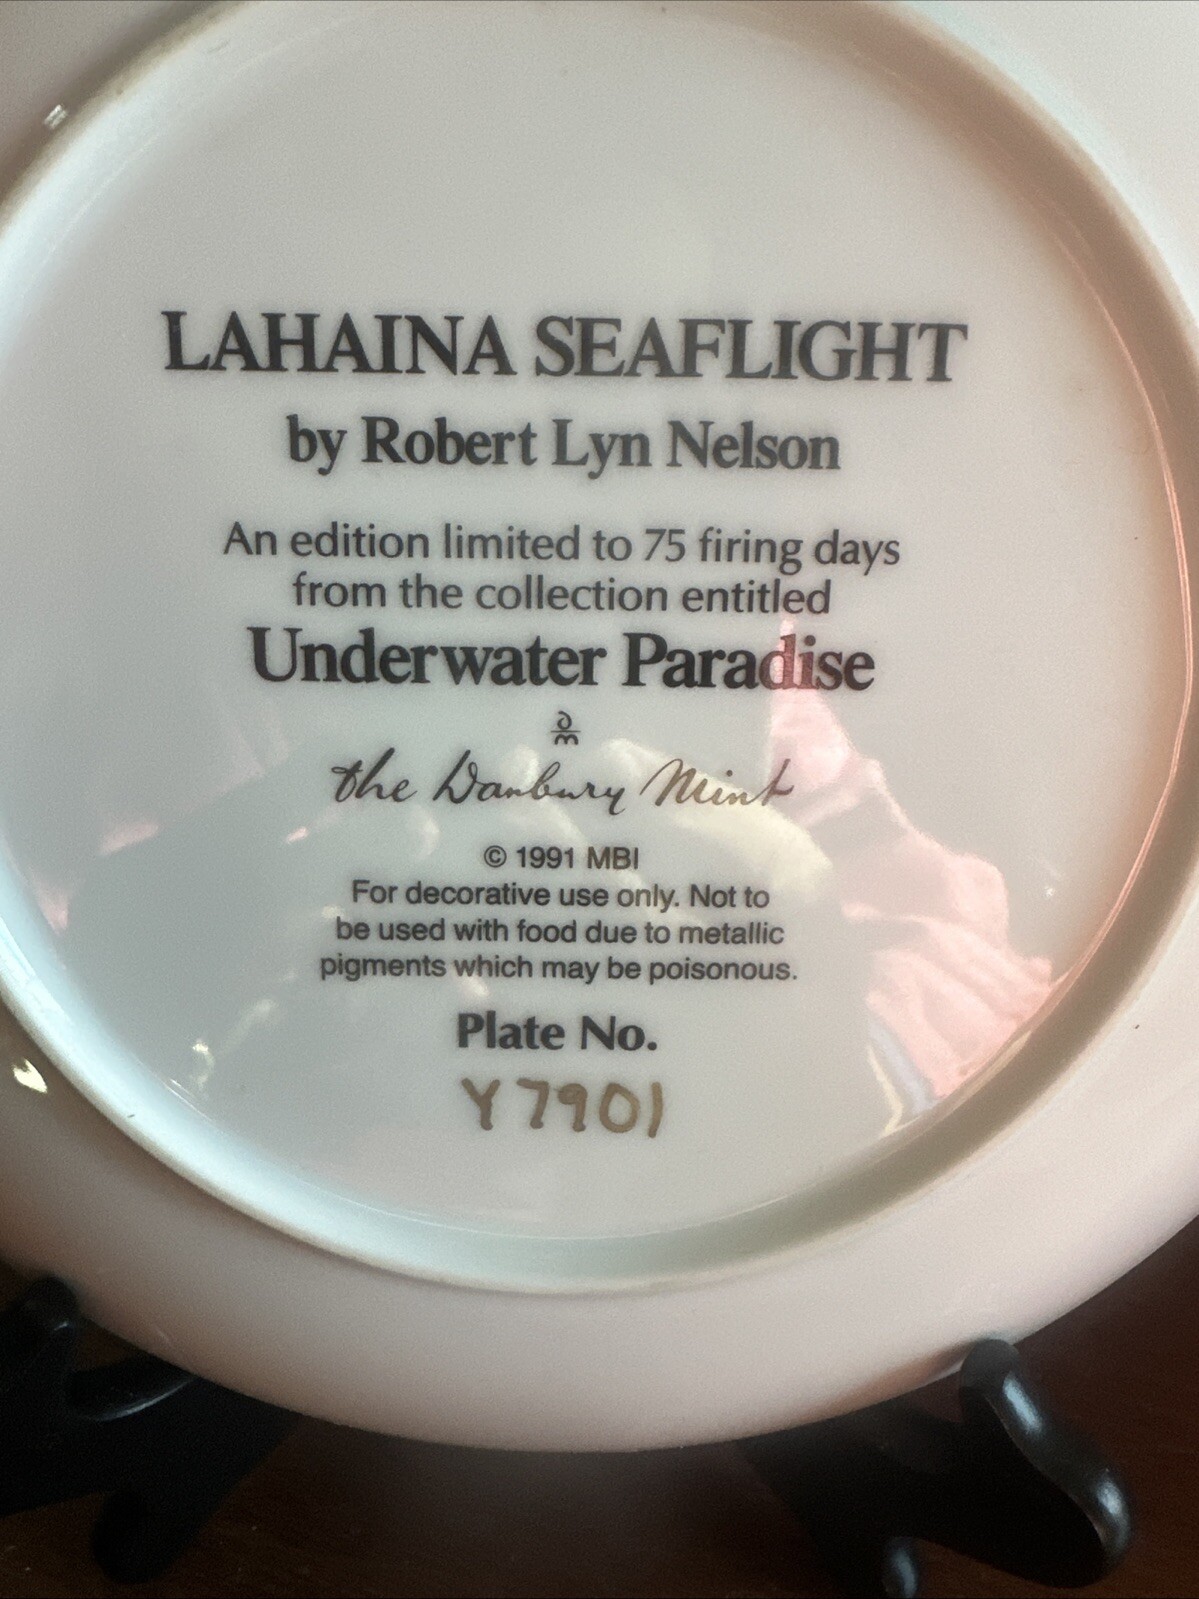 LAHAINA SEAFLIGHT
by Robert Lyn Nelson
An edition limited to 75 firing days
from the collection entitled
Underwater Paradise
dm
the Danbury Mint
© 1991 MBI
For decorative use only. Not to
be used with food due to metallic
pigments which may be poisonous.
Plate No.
Y7901